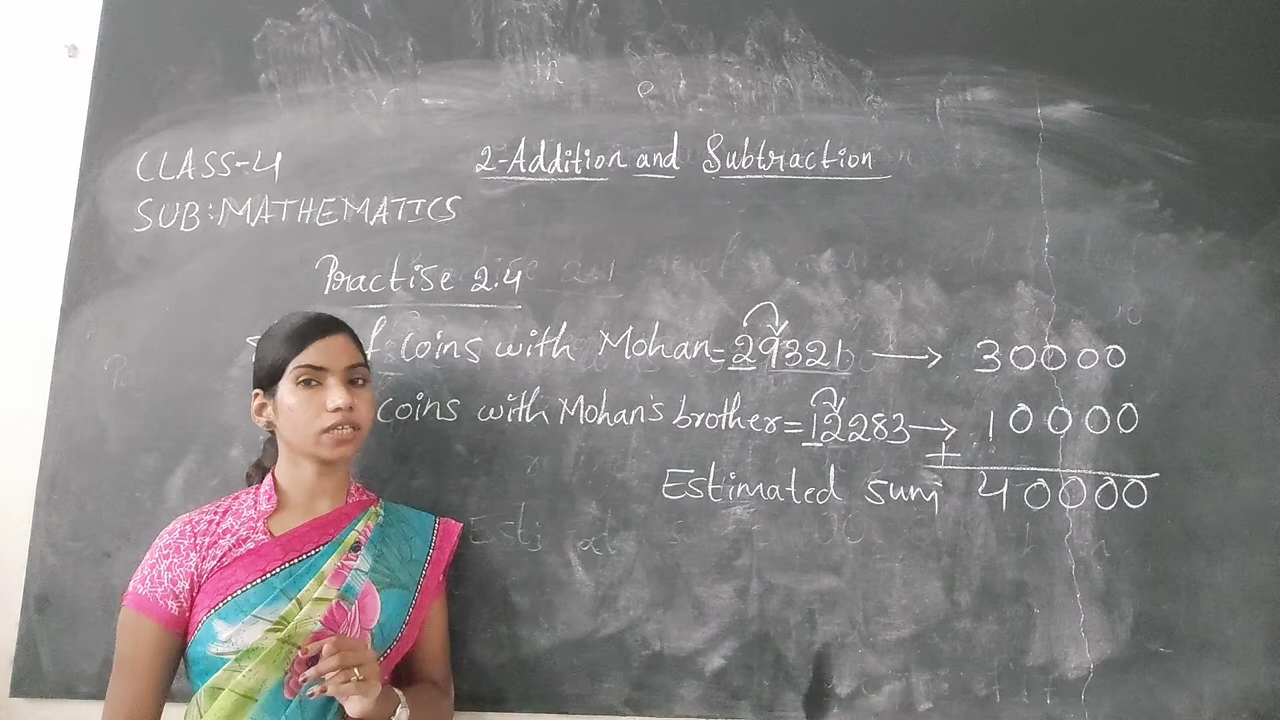 CLASS-4
2-Addition and Subtraction
SUB:MATHEMATICS
Practise 2.4
f Coins with Mohan = 29321 → 30000
coins with Mohan's brother = 12283 → 10000
+
Estimated sum 40000